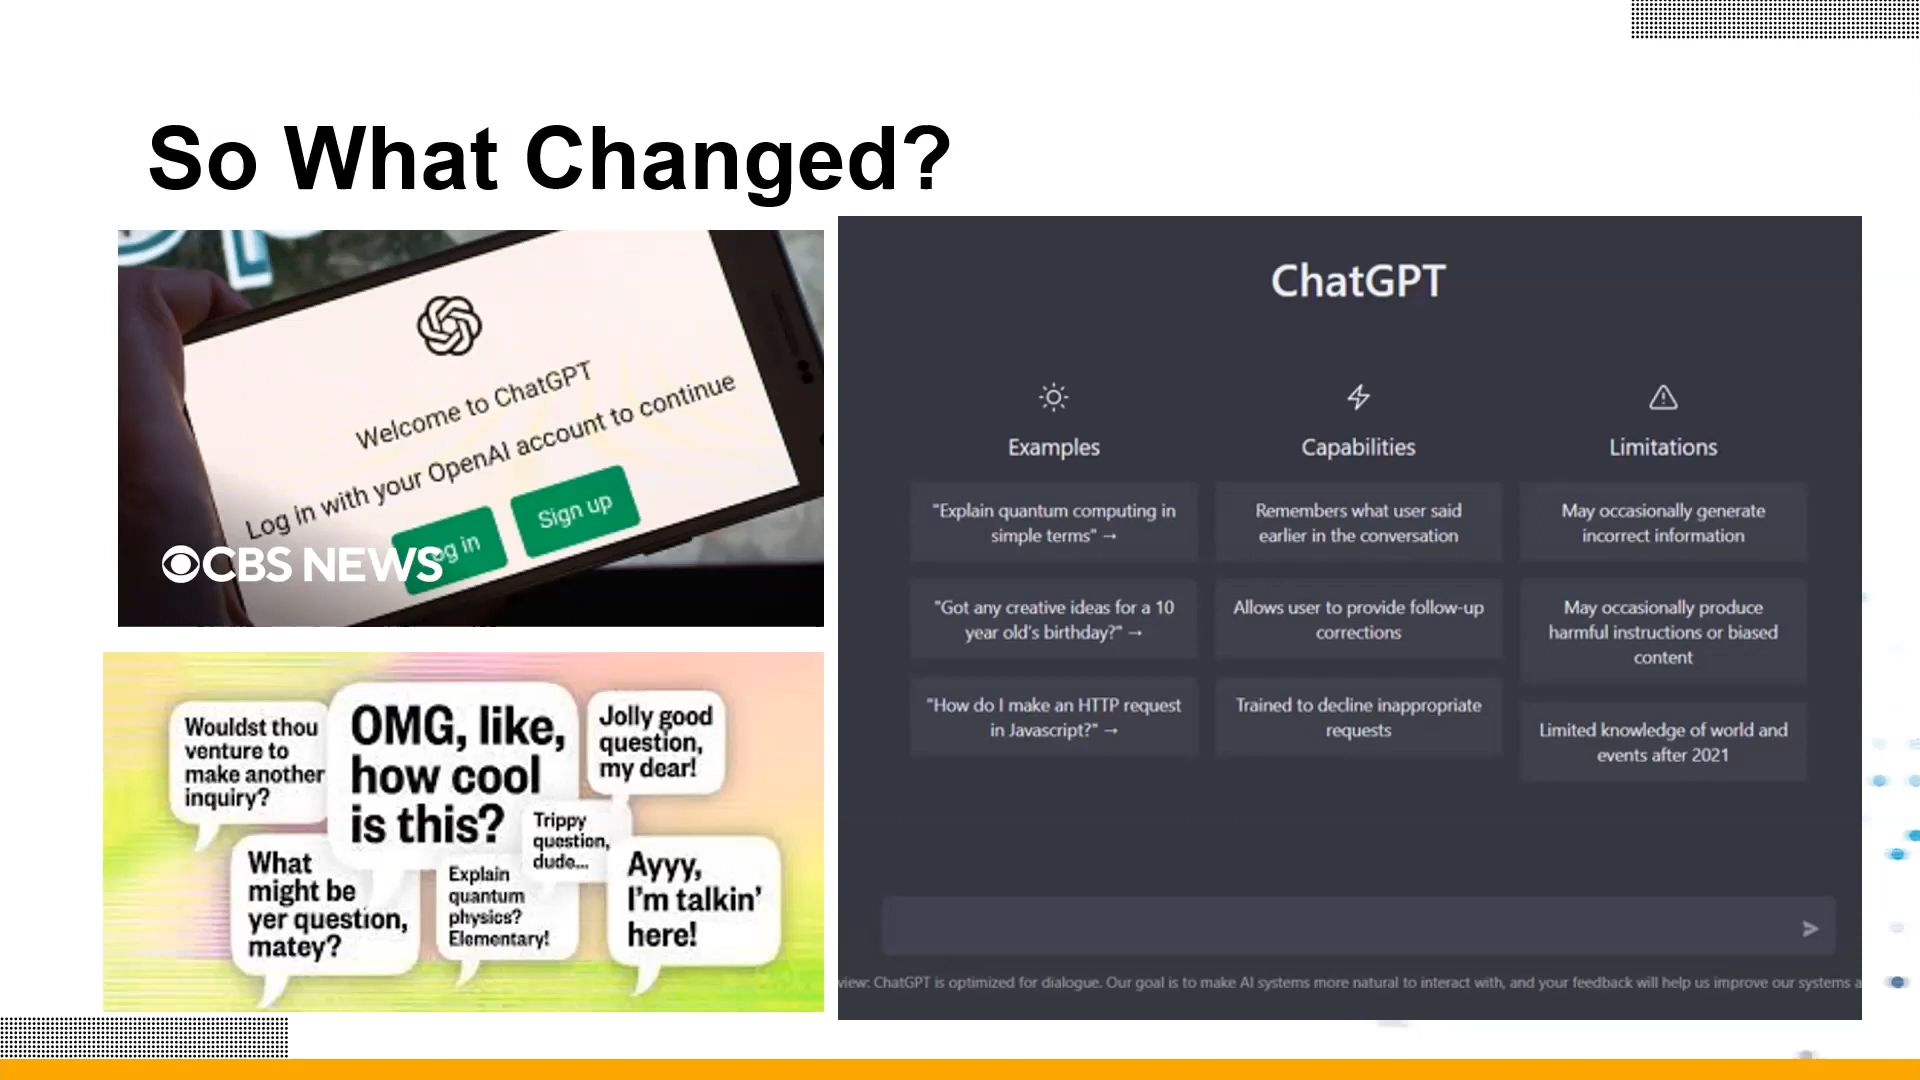 So What Changed?
Welcome to ChatGPT
Log in with your OpenAI account to continue
Log in
Sign up
CBS NEWS
Wouldst thou
venture to
make another
inquiry?
OMG, like,
how cool
is this?
Jolly good
question,
my dear!
Trippy
question,
dude...
What
might be
yer question,
matey?
Explain
quantum
physics?
Elementary!
Ayyy,
I'm talkin'
here!
ChatGPT
Examples
"Explain quantum computing in
simple terms" →
"Got any creative ideas for a 10
year old's birthday?" →
"How do I make an HTTP request
in Javascript?" →
Capabilities
Remembers what user said
earlier in the conversation
Allows user to provide follow-up
corrections
Trained to decline inappropriate
requests
Limitations
May occasionally generate
incorrect information
May occasionally produce
harmful instructions or biased
content
Limited knowledge of world and
events after 2021
view: ChatGPT is optimized for dialogue. Our goal is to make AI systems more natural to interact with, and your feedback will help us improve our systems a